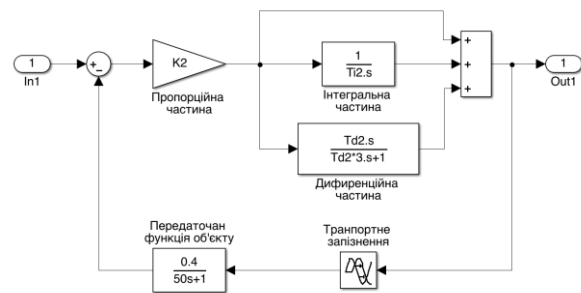 1
In1
+
−
K2
Пропорційна
частина
1
Ti2.s
Інтегральна
частина
Td2.s
Td2*3.s+1
Дифиренційна
частина
+
+
+
1
Out1
Передаточан
функція об'єкту
0.4
50s+1
Транпортне
запізнення